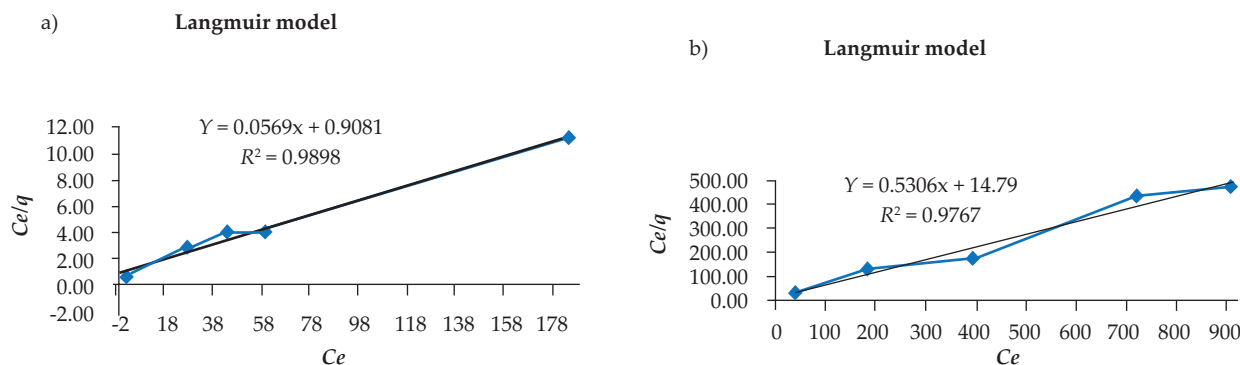 a) Langmuir model
Y = 0.0569x + 0.9081
R² = 0.9898
12.00
10.00
8.00
6.00
4.00
2.00
0.00
-2.00
Ce/q
-2 18 38 58 78 98 118 138 158 178
Ce
b) Langmuir model
Y = 0.5306x + 14.79
R² = 0.9767
500.00
400.00
300.00
200.00
100.00
0.00
Ce/q
0 100 200 300 400 500 600 700 800 900
Ce